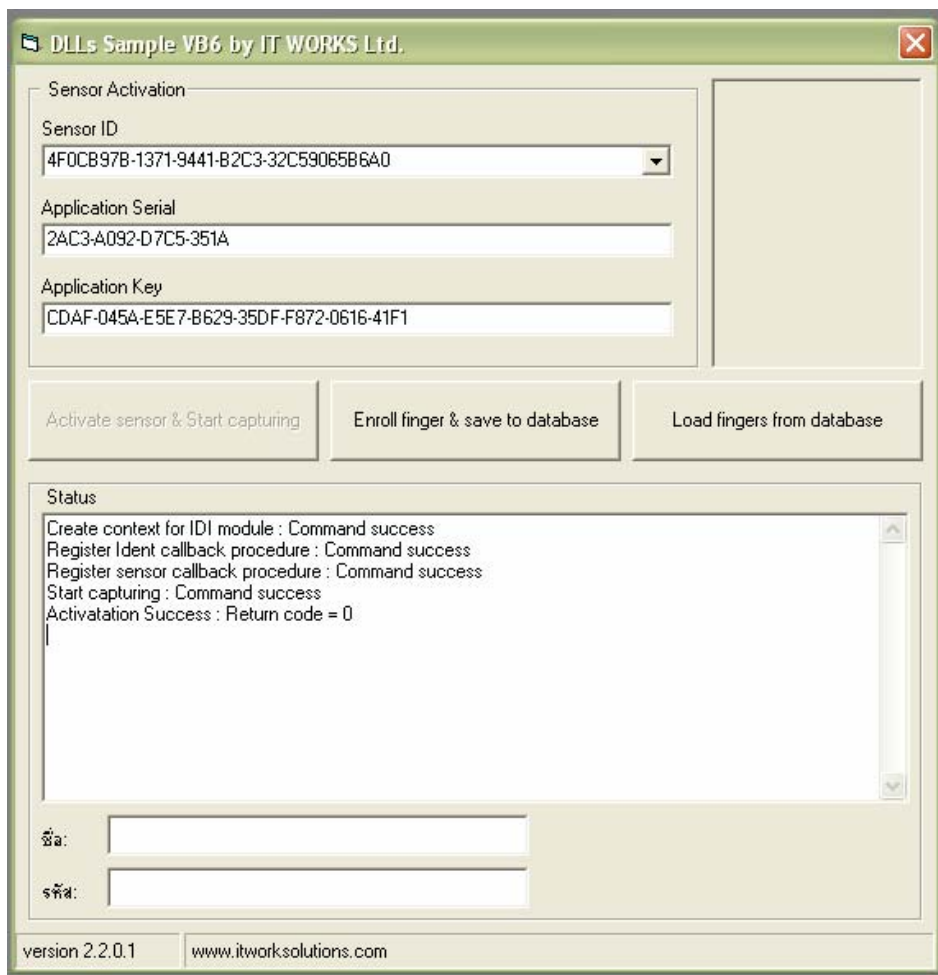 DLLs Sample VB6 by IT WORKS Ltd.
Sensor Activation
Sensor ID
4F0CB97B-1371-9441-B2C3-32C59065B6A0
Application Serial
2AC3-A092-D7C5-351A
Application Key
CDAF-045A-E5E7-B629-35DF-F872-0616-41F1
Activate sensor & Start capturing
Enroll finger & save to database
Load fingers from database
Status
Create context for IDI module : Command success
Register Ident callback procedure : Command success
Register sensor callback procedure : Command success
Start capturing : Command success
Activatation Success : Return code = 0
ชื่อ:
รหัส:
version 2.2.0.1
www.itworksolutions.com